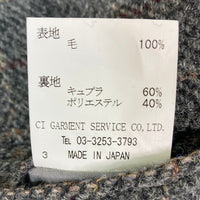 表地
毛 100%
裏地
キュプラ 60%
ポリエステル 40%
CI GARMENT SERVICE CO,LTD.
TEL 03-3253-3793
3 MADE IN JAPAN